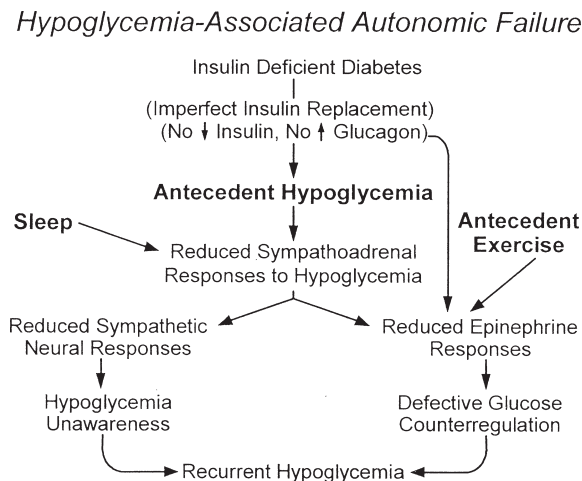 Hypoglycemia-Associated Autonomic Failure
Insulin Deficient Diabetes
(Imperfect Insulin Replacement)
(No ↓ Insulin, No ↑ Glucagon)
Antecedent Hypoglycemia
Sleep
Antecedent
Exercise
Reduced Sympathoadrenal
Responses to Hypoglycemia
Reduced Sympathetic
Neural Responses
Reduced Epinephrine
Responses
Hypoglycemia
Unawareness
Defective Glucose
Counterregulation
Recurrent Hypoglycemia